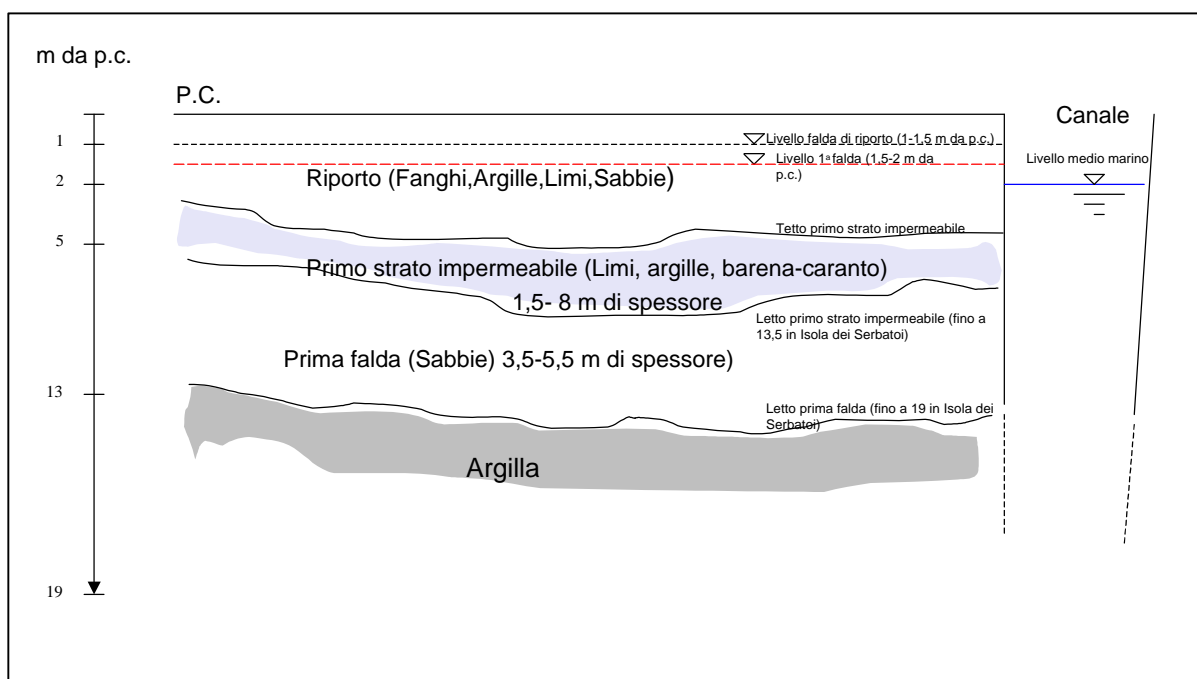 m da p.c.
P.C.
Canale
1
Livello falda di riporto (1-1,5 m da p.c.)
Livello 1ª falda (1,5-2 m da
p.c.)
Livello medio marino
2
Riporto (Fanghi,Argille,Limi,Sabbie)
Tetto primo strato impermeabile
5
Primo strato impermeabile (Limi, argille, barena-caranto)
1,5- 8 m di spessore
Letto primo strato impermeabile (fino a
13,5 in Isola dei Serbatoi)
Prima falda (Sabbie) 3,5-5,5 m di spessore)
13
Letto prima falda (fino a 19 in Isola dei
Serbatoi)
Argilla
19